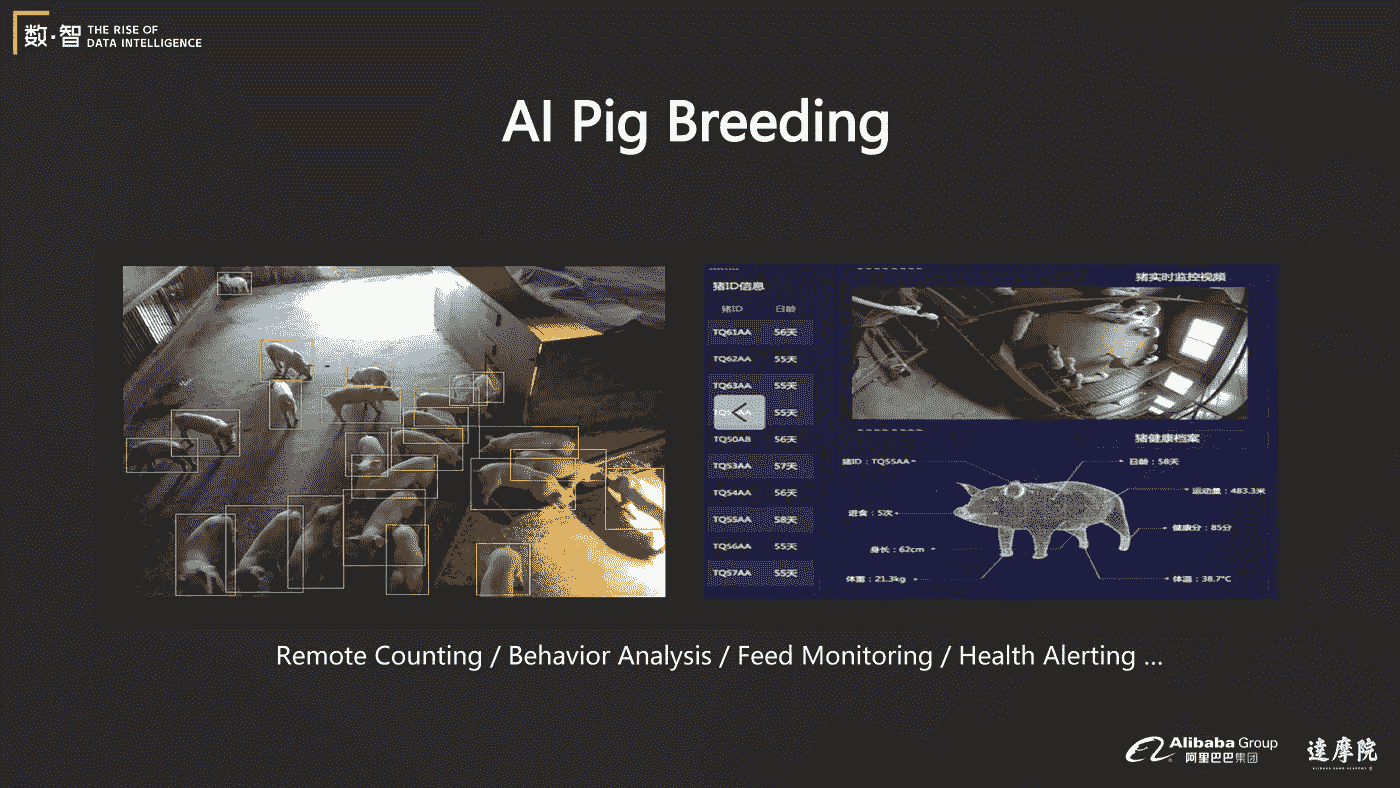 数·智
THE RISE OF
DATA INTELLIGENCE
AI Pig Breeding
猪ID信息
猪ID 日龄
TQ61AA 56天
TQ62AA 55天
TQ63AA 55天
55天
TQ50AB 56天
TQ53AA 57天
TQ54AA 56天
TQ55AA 58天
TQ56AA 55天
TQ57AA 55天
猪实时监控视频
猪健康档案
猪ID：TQ55AA
日龄：58天
运动量：483.3米
进食：5次
健康分：85分
身长：62cm
体重：21.3kg
体温：38.7°C
Remote Counting / Behavior Analysis / Feed Monitoring / Health Alerting ...
Alibaba Group
阿里巴巴集团
達摩院
ALIBABA DAMO ACADEMY